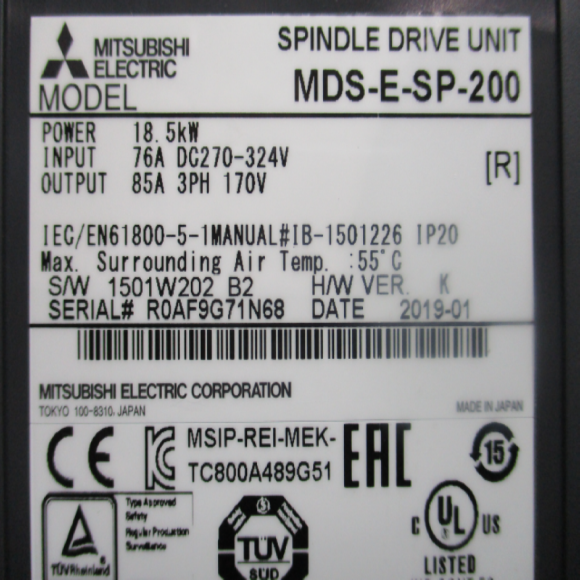 MITSUBISHI
ELECTRIC
SPINDLE DRIVE UNIT
MODEL
MDS-E-SP-200
POWER 18.5kW
INPUT 76A DC270-324V
OUTPUT 85A 3PH 170V
[R]
IEC/EN61800-5-1MANUAL#IB-1501226 IP20
Max. Surrounding Air Temp. :55°C
S/W 1501W202 B2 H/W VER. K
SERIAL# R0AF9G71N68 DATE 2019-01
MITSUBISHI ELECTRIC CORPORATION
TOKYO 100-8310, JAPAN MADE IN JAPAN
CE
MSIP-REI-MEK-
TC800A489G51
EAC
15
Type Approved
Safety
Regular Production
Surveillance
TÜVRheinland
TÜV
SÜD
C UL US
LISTED